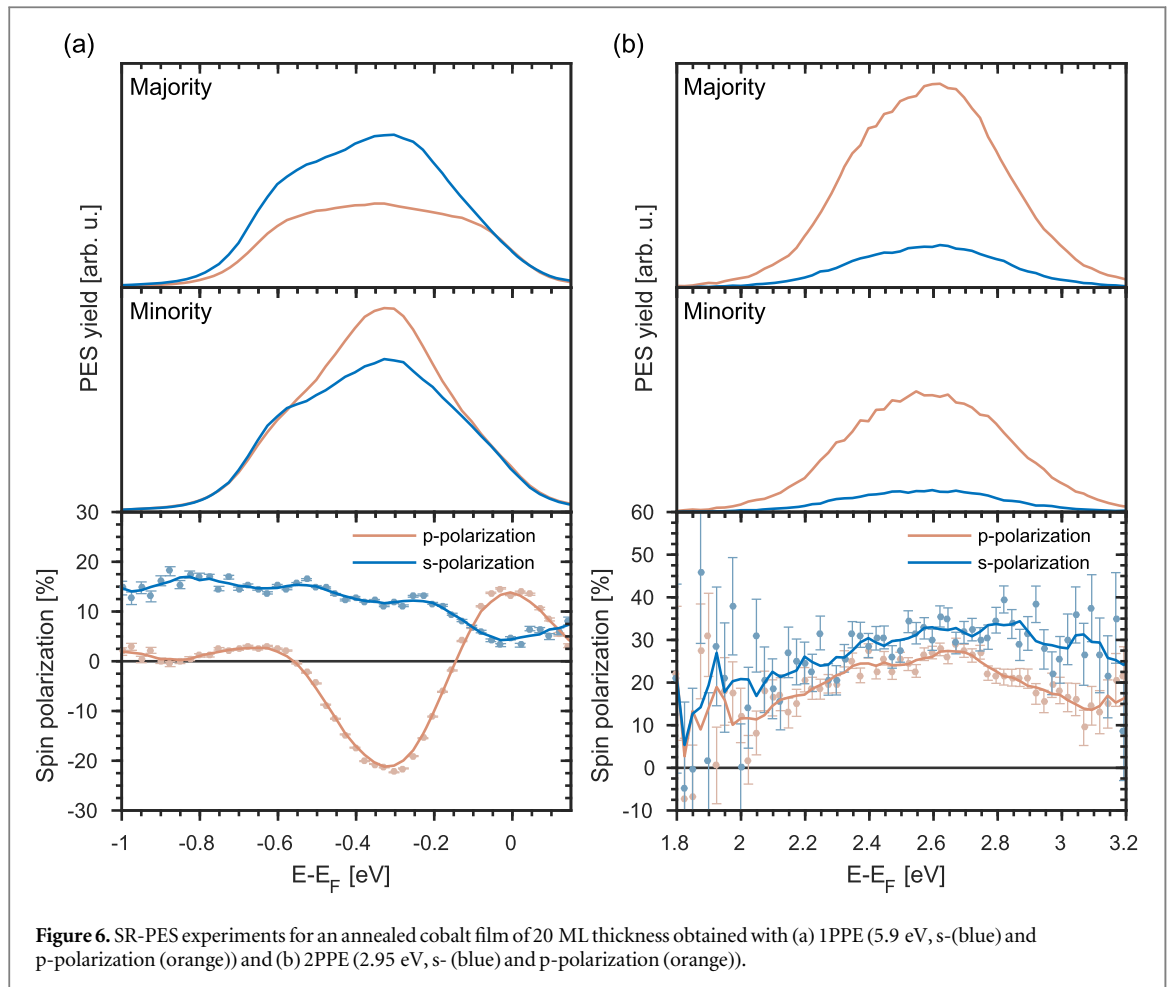 (a)
(b)
Majority
Majority
PES yield [arb. u.]
PES yield [arb. u.]
Minority
Minority
30
20
10
0
-10
-20
-30
Spin polarization [%]
p-polarization
s-polarization
60
50
40
30
20
10
0
-10
Spin polarization [%]
p-polarization
s-polarization
-1 -0.8 -0.6 -0.4 -0.2 0
E-EF [eV]
1.8 2 2.2 2.4 2.6 2.8 3 3.2
E-EF [eV]
Figure 6. SR-PES experiments for an annealed cobalt film of 20 ML thickness obtained with (a) 1PPE (5.9 eV, s-(blue) and
p-polarization (orange)) and (b) 2PPE (2.95 eV, s- (blue) and p-polarization (orange)).